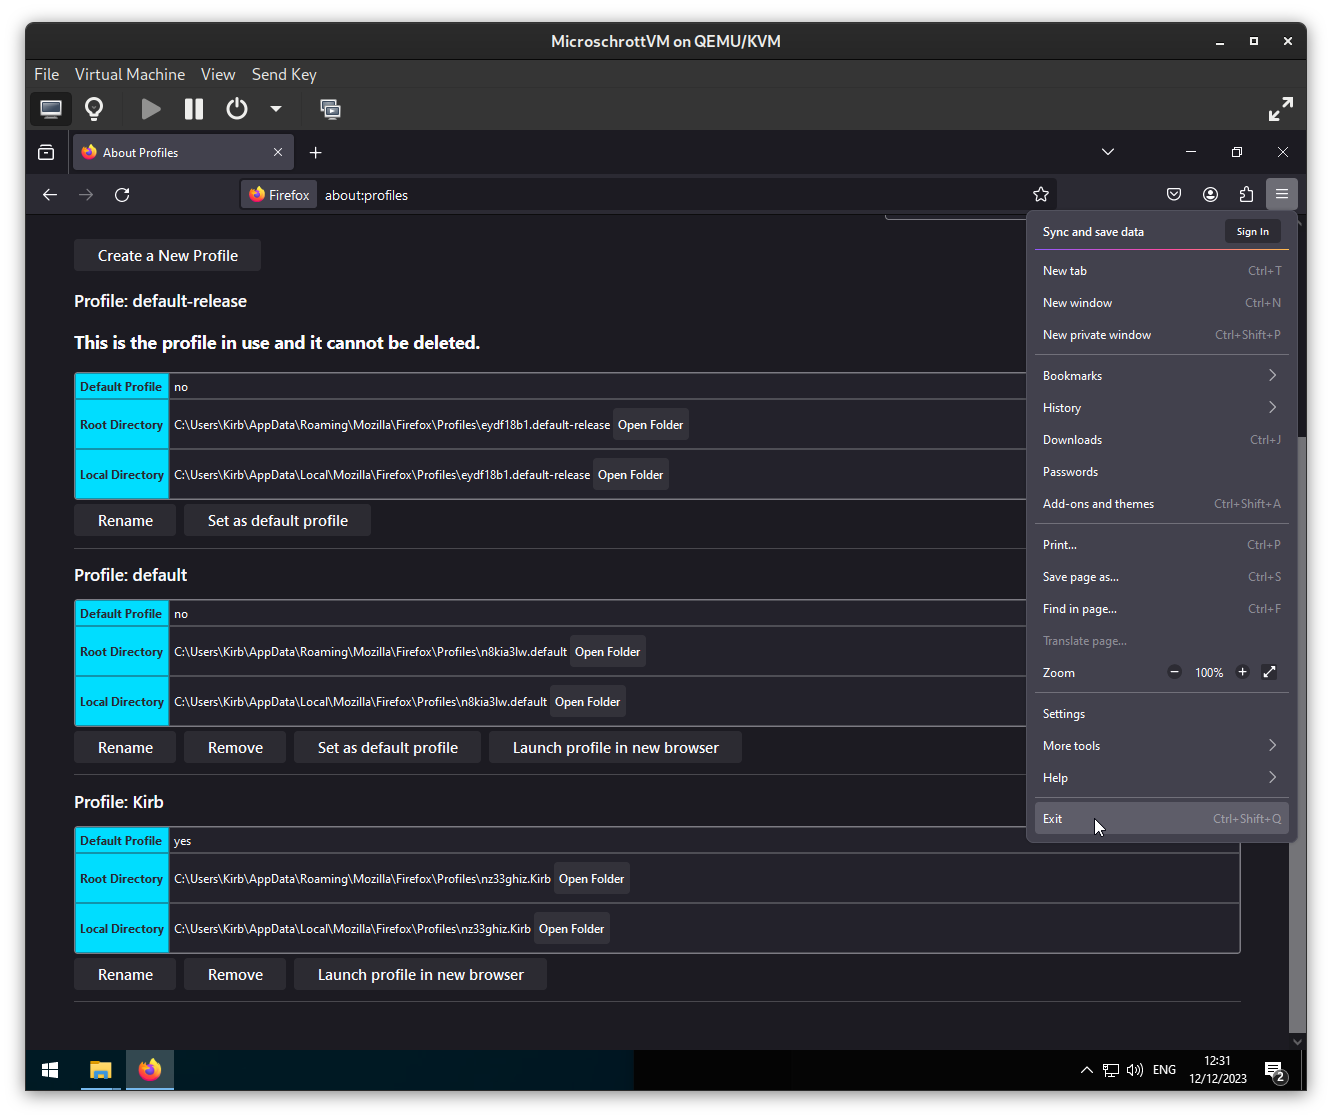 MicroschrottVM on QEMU/KVM
File Virtual Machine View Send Key
About Profiles
Firefox about:profiles
Create a New Profile
Profile: default-release
This is the profile in use and it cannot be deleted.
Default Profile no
Root Directory C:\Users\Kirb\AppData\Roaming\Mozilla\Firefox\Profiles\eydf18b1.default-release Open Folder
Local Directory C:\Users\Kirb\AppData\Local\Mozilla\Firefox\Profiles\eydf18b1.default-release Open Folder
Rename Set as default profile
Profile: default
Default Profile no
Root Directory C:\Users\Kirb\AppData\Roaming\Mozilla\Firefox\Profiles\n8kia3lw.default Open Folder
Local Directory C:\Users\Kirb\AppData\Local\Mozilla\Firefox\Profiles\n8kia3lw.default Open Folder
Rename Remove Set as default profile Launch profile in new browser
Profile: Kirb
Default Profile yes
Root Directory C:\Users\Kirb\AppData\Roaming\Mozilla\Firefox\Profiles\nz33ghiz.Kirb Open Folder
Local Directory C:\Users\Kirb\AppData\Local\Mozilla\Firefox\Profiles\nz33ghiz.Kirb Open Folder
Rename Remove Launch profile in new browser
Sync and save data Sign In
New tab Ctrl+T
New window Ctrl+N
New private window Ctrl+Shift+P
Bookmarks
History
Downloads Ctrl+J
Passwords
Add-ons and themes Ctrl+Shift+A
Print... Ctrl+P
Save page as... Ctrl+S
Find in page... Ctrl+F
Translate page...
Zoom 100%
Settings
More tools
Help
Exit Ctrl+Shift+Q
ENG
12:31
12/12/2023
2